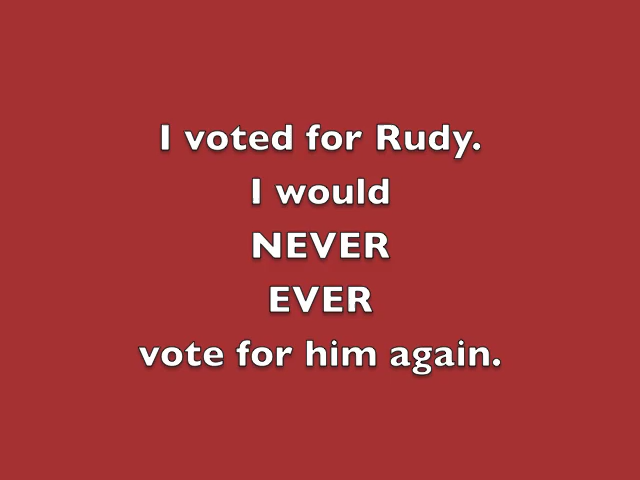 I voted for Rudy.
I would
NEVER
EVER
vote for him again.